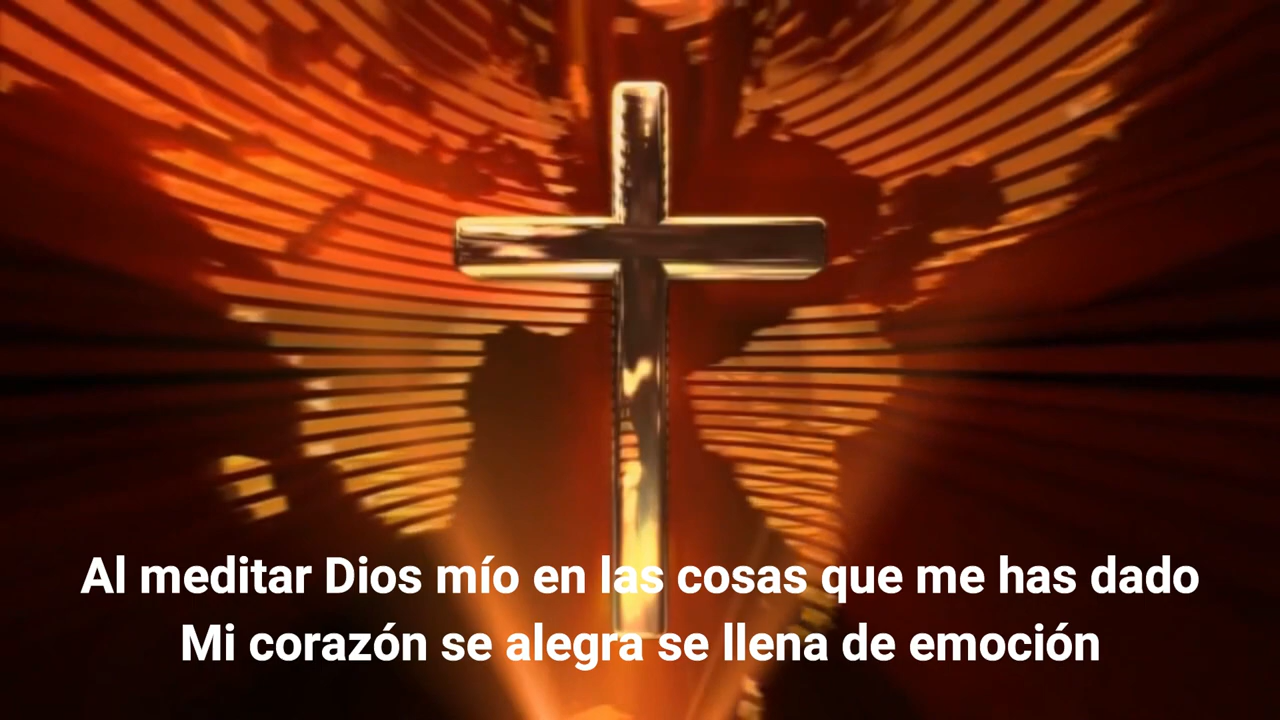 Al meditar Dios mío en las cosas que me has dado
Mi corazón se alegra se llena de emoción